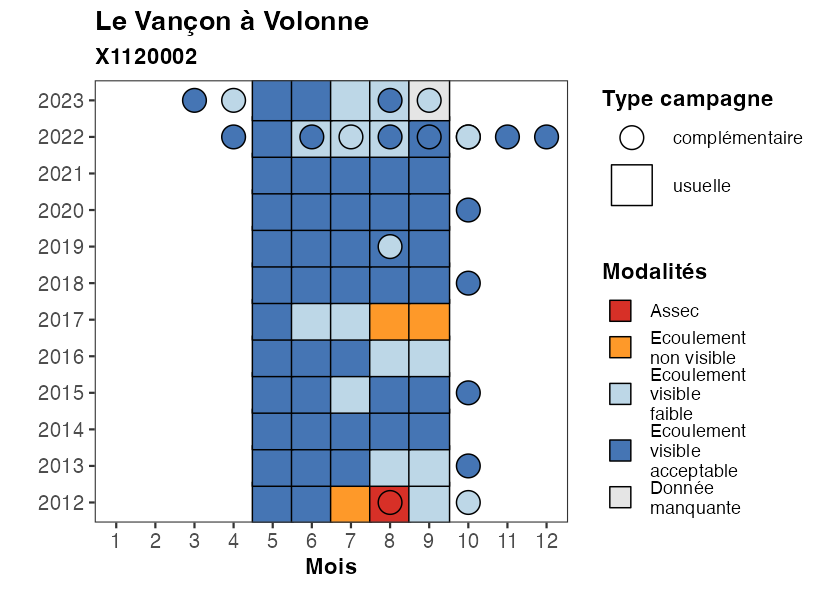 Le Vançon à Volonne
X1120002
2023
2022
2021
2020
2019
2018
2017
2016
2015
2014
2013
2012
1 2 3 4 5 6 7 8 9 10 11 12
Mois
Type campagne
complémentaire
usuelle
Modalités
Assec
Ecoulement
non visible
Ecoulement
visible
faible
Ecoulement
visible
acceptable
Donnée
manquante